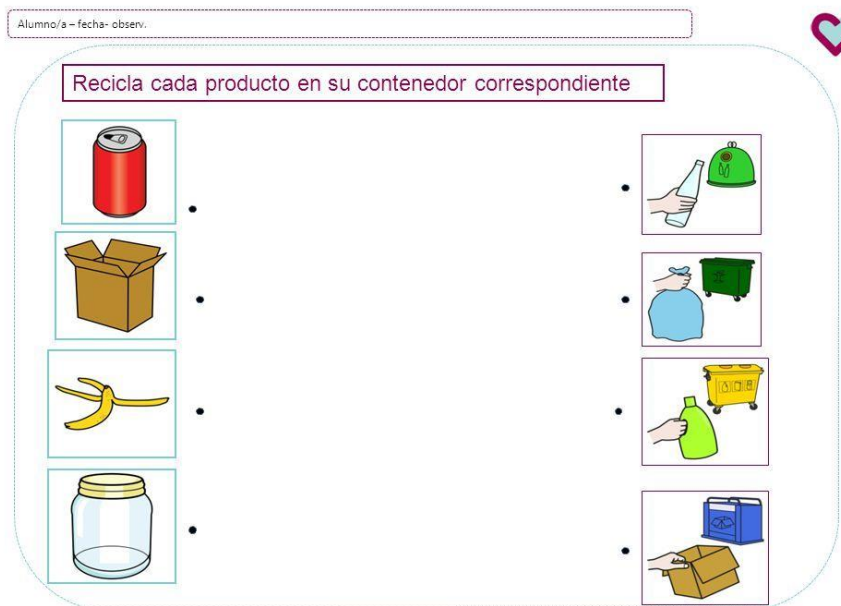 Alumno/a – fecha- observ.
Recicla cada producto en su contenedor correspondiente